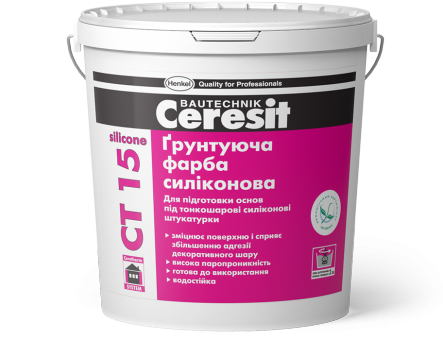 Henkel
Quality for Professionals
BAUTECHNIK
Ceresit
silicone
CT 15
Ґрунтуюча
фарба
силіконова
Для підготовки основ
під тонкошарові силіконові
штукатурки
зміцнює поверхню і сприяє
збільшенню адгезії
декоративного шару
висока паропроникність
готова до використання
водостійка
SYSTEM